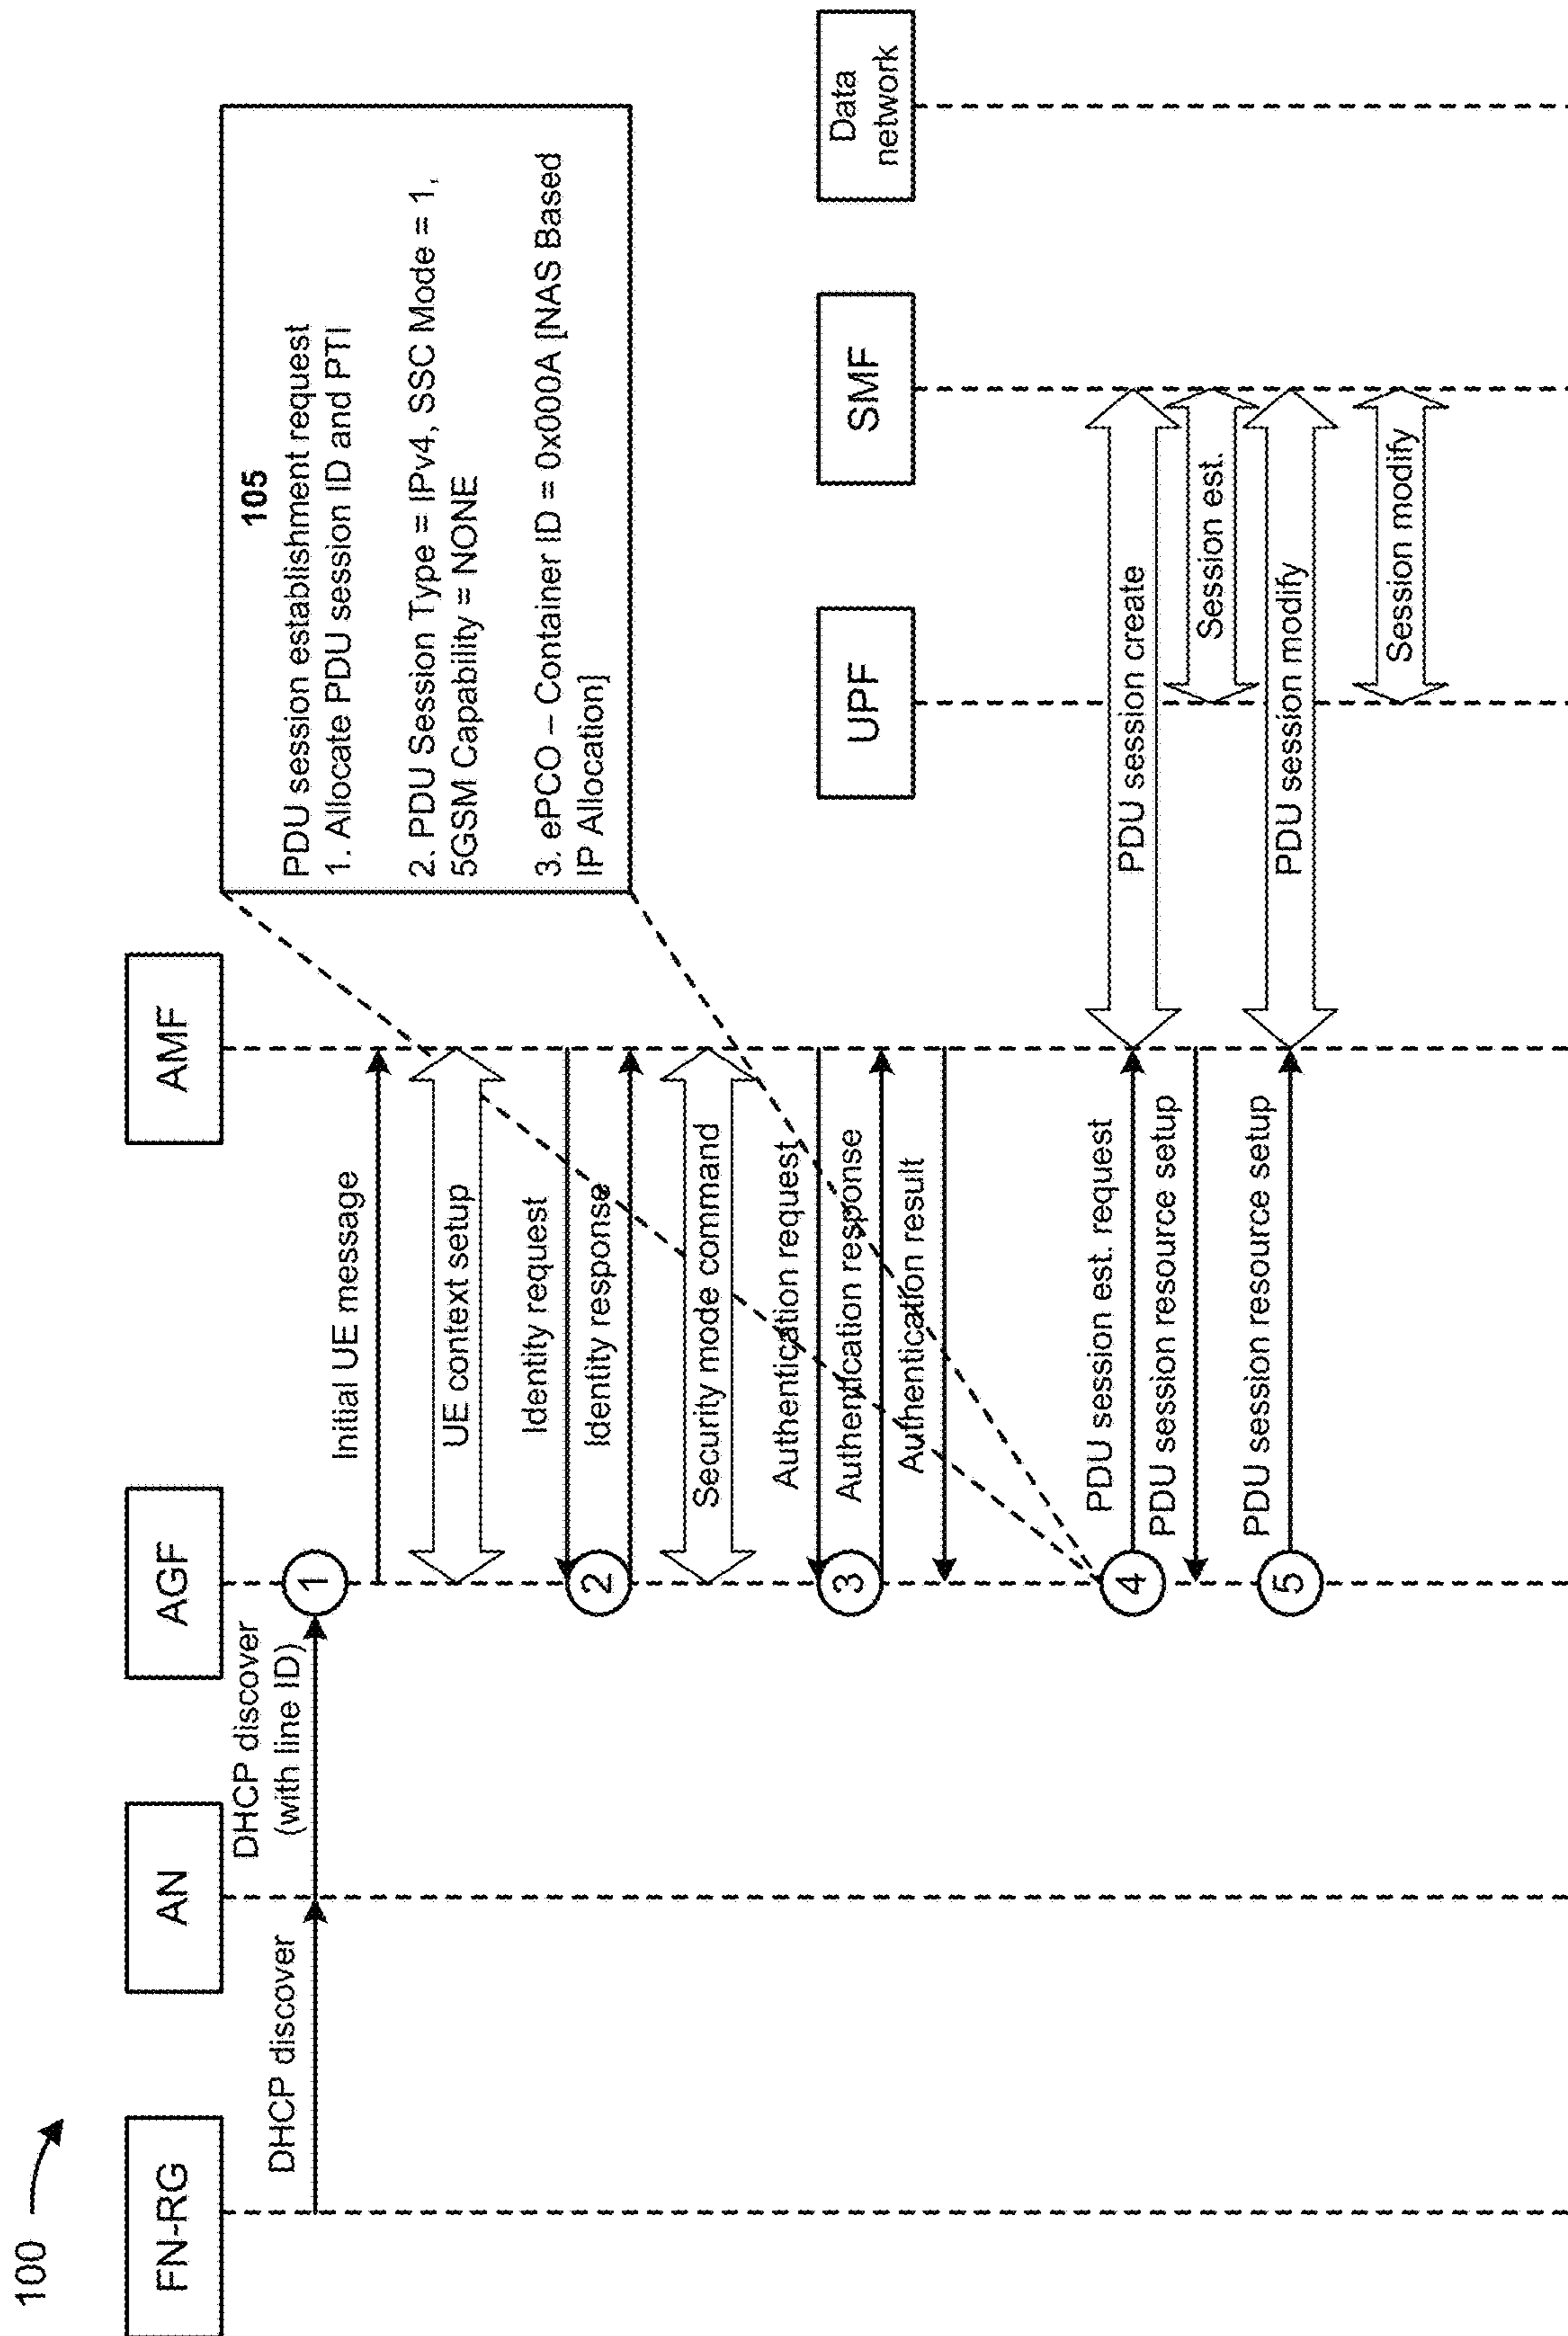 100
FN-RG
AN
AGF
AMF
DHCP discover
DHCP discover
(with line ID)
1
Initial UE message
UE context setup
Identity request
2
Identity response
Security mode command
Authentication request
3
Authentication response
Authentication result
105
PDU session establishment request
1. Allocate PDU session ID and PTI
2. PDU Session Type = IPv4, SSC Mode = 1,
5GSM Capability = NONE
3. ePCO – Container ID = 0x000A [NAS Based
IP Allocation]
UPF
SMF
Data
network
4
PDU session est. request
PDU session create
PDU session resource setup
Session est.
5
PDU session resource setup
PDU session modify
Session modify